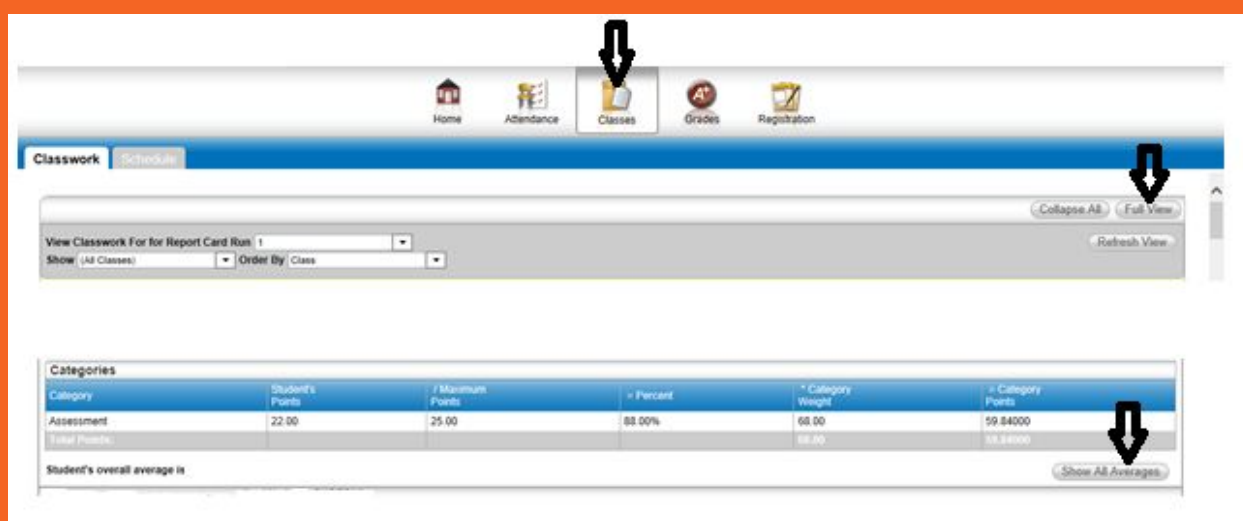 Home Attendance Classes Grades Registration
Classwork Schedule
Collapse All Full View
View Classwork For for Report Card Run 1 Refresh View
Show (All Classes) Order By Class
Categories
Category Student's Points / Maximum Points = Percent * Category Weight = Category Points
Assessment 22.00 25.00 88.00% 68.00 59.84000
Total Points: 68.00 59.84000
Student's overall average is Show All Averages